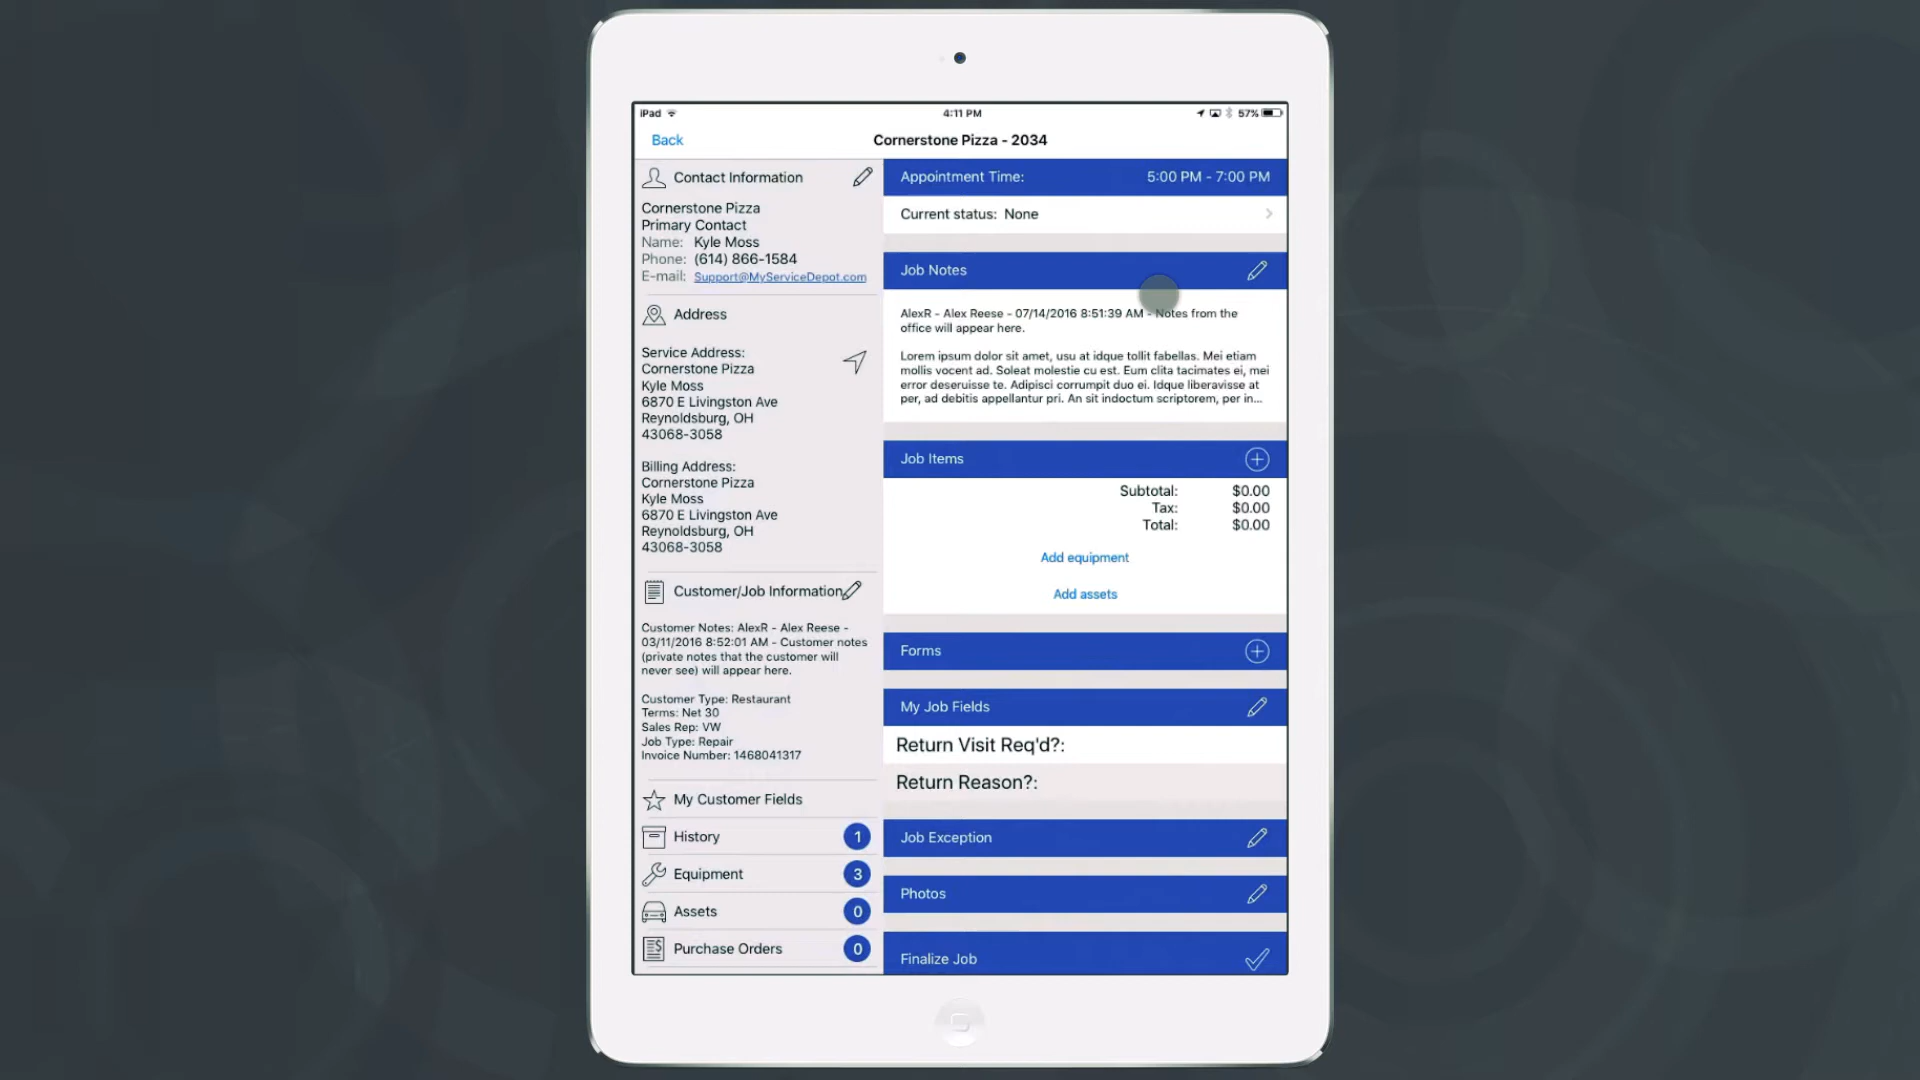 iPad
4:11 PM
57%
Back
Cornerstone Pizza - 2034
Contact Information
Cornerstone Pizza
Primary Contact
Name: Kyle Moss
Phone: (614) 866-1584
E-mail: Support@MyServiceDepot.com
Address
Service Address:
Cornerstone Pizza
Kyle Moss
6870 E Livingston Ave
Reynoldsburg, OH
43068-3058
Billing Address:
Cornerstone Pizza
Kyle Moss
6870 E Livingston Ave
Reynoldsburg, OH
43068-3058
Customer/Job Information
Customer Notes: AlexR - Alex Reese -
03/11/2016 8:52:01 AM - Customer notes
(private notes that the customer will
never see) will appear here.
Customer Type: Restaurant
Terms: Net 30
Sales Rep: VW
Job Type: Repair
Invoice Number: 1468041317
My Customer Fields
History 1
Equipment 3
Assets 0
Purchase Orders 0
Appointment Time: 5:00 PM - 7:00 PM
Current status: None
Job Notes
AlexR - Alex Reese - 07/14/2016 8:51:39 AM - Notes from the
office will appear here.
Lorem ipsum dolor sit amet, usu at idque tollit fabellas. Mei etiam
mollis vocent ad. Soleat molestie cu est. Eum clita tacimates ei, mei
error deseruisse te. Adipisci corrumpit duo ei. Idque liberavisse at
per, ad debitis appellantur pri. An sit indoctum scriptorem, per in...
Job Items
Subtotal: $0.00
Tax: $0.00
Total: $0.00
Add equipment
Add assets
Forms
My Job Fields
Return Visit Req'd?:
Return Reason?:
Job Exception
Photos
Finalize Job